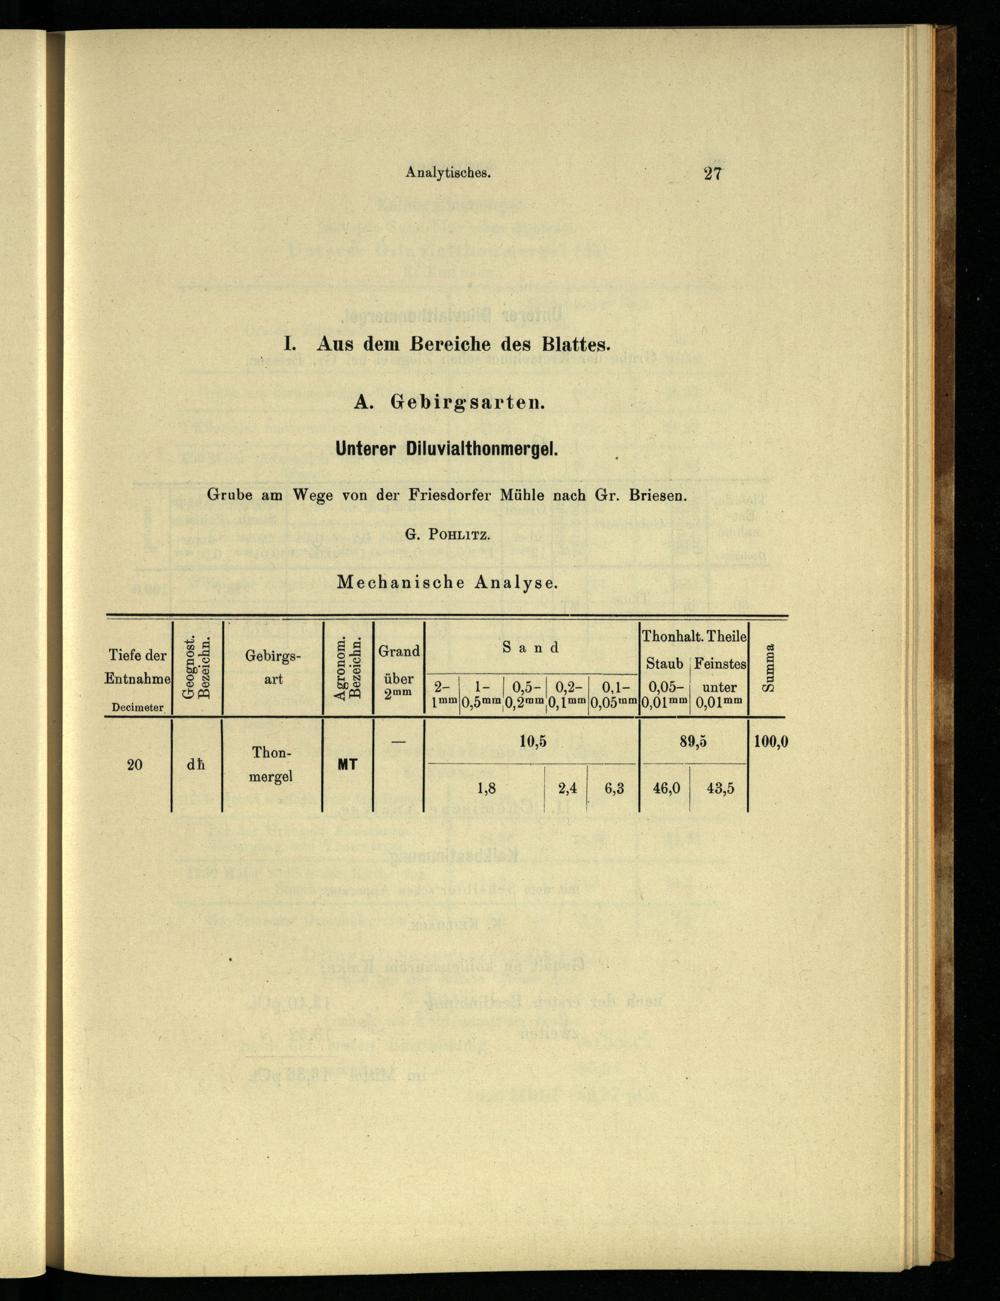 Analytisches. 27
I. Aus dem Bereiche des Blattes.
A. Gebirgsarten.
Unterer Diluvialthonmergel.
Grube am Wege von der Friesdorfer Mühle nach Gr. Briesen.
G. Pohlitz.
Mechanische Analyse.
Tiefe der Entnahme Decimeter | Geognost. Bezeichn. | Gebirgsart | Agronom. Bezeichn. | Grand über 2mm | Sand | Thonhalt. Theile | Summa
2-1mm | 1-0,5mm | 0,5-0,2mm | 0,2-0,1mm | 0,1-0,05mm | Staub 0,05-0,01mm | Feinstes unter 0,01mm
20 | dħ | Thon-mergel | MT | — | 10,5 | 89,5 | 100,0
1,8 | 2,4 | 6,3 | 46,0 | 43,5